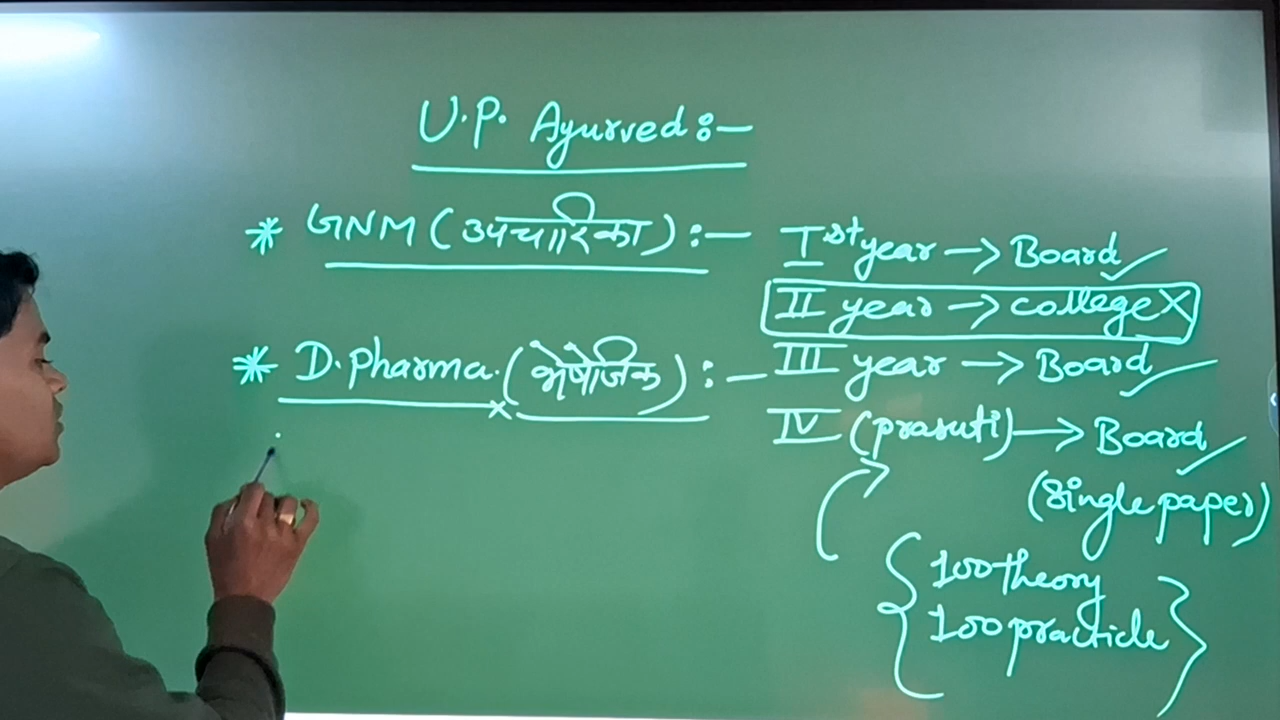 U.P. Ayurved:-
* GNM (उपचारिका) :- Ist year → Board ✓
II year → college X
* D.Pharma. (भेषेजिक) :- III year → Board ✓
IV (prasuti) → Board ✓
(single paper)
{ 100 theory
100 practicle }